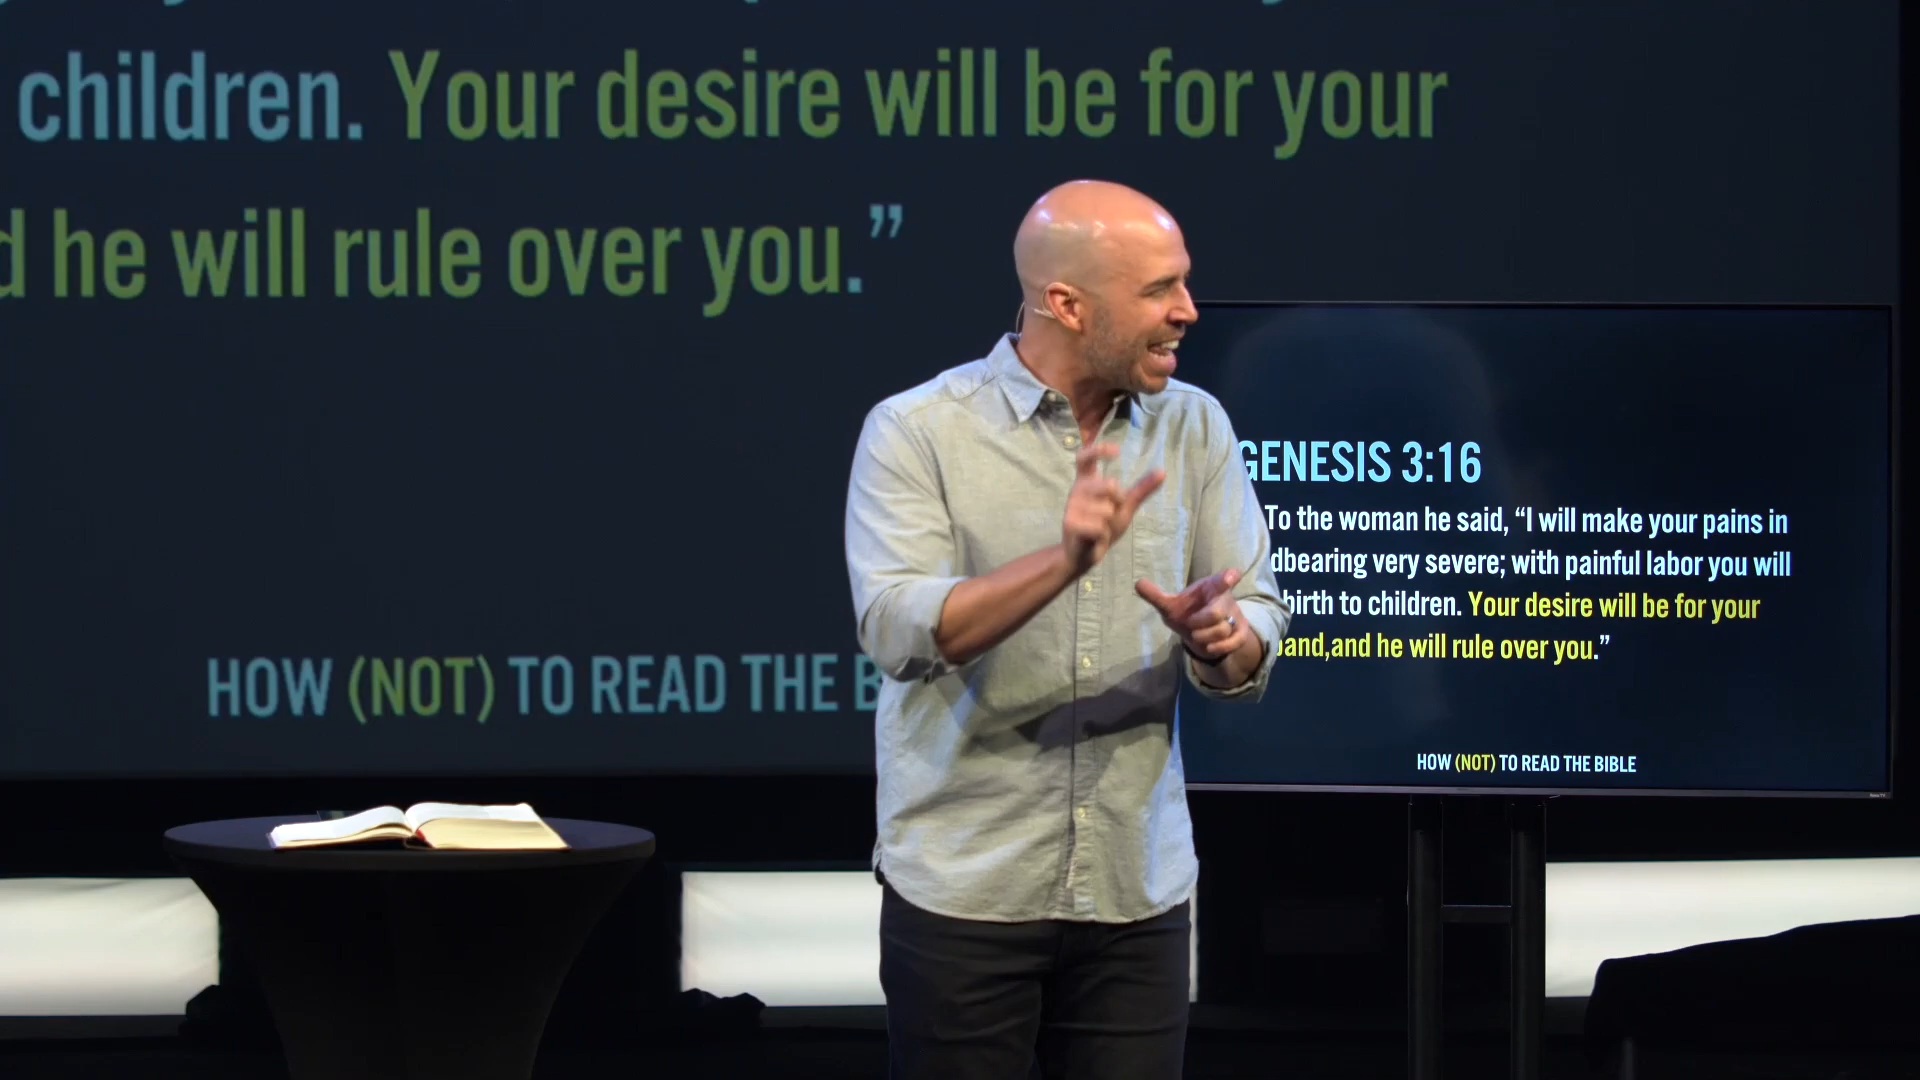 children. Your desire will be for your
he will rule over you.”
HOW (NOT) TO READ THE
GENESIS 3:16
To the woman he said, “I will make your pains in
dbearing very severe; with painful labor you will
birth to children. Your desire will be for your
band,and he will rule over you.”
HOW (NOT) TO READ THE BIBLE